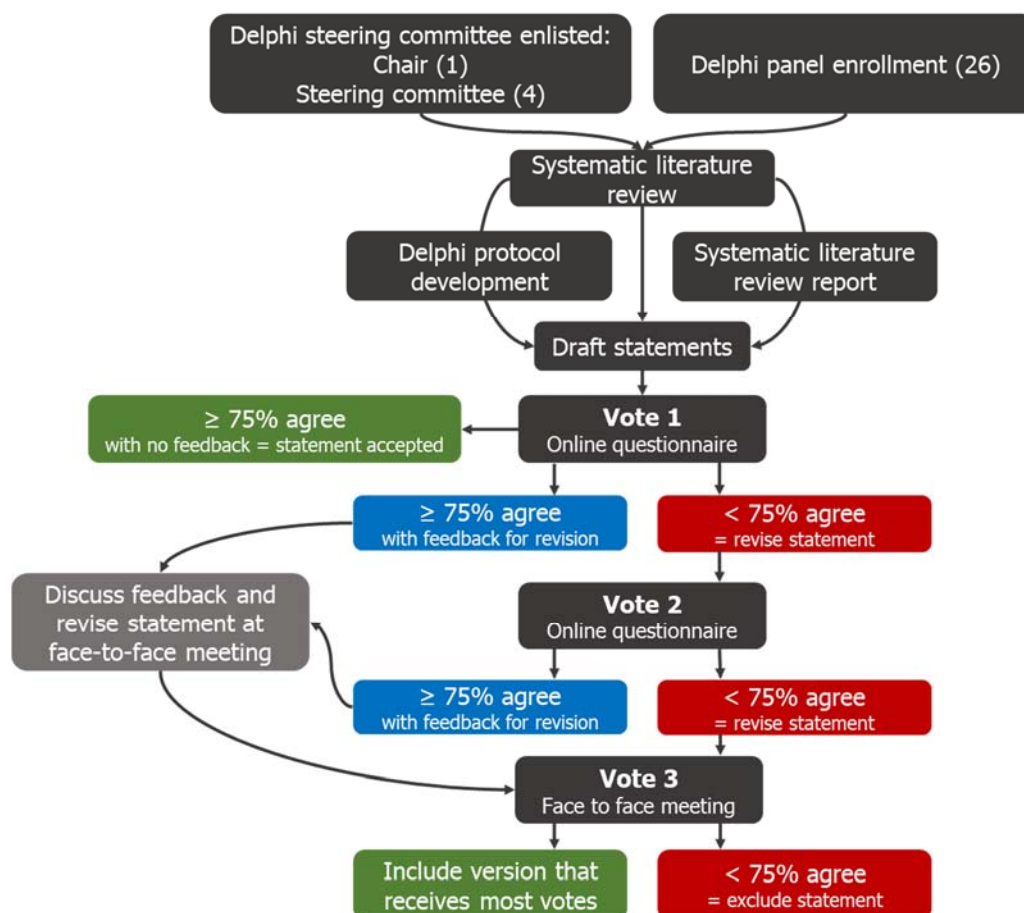 Delphi steering committee enlisted:
Chair (1)
Steering committee (4)
Delphi panel enrollment (26)
Systematic literature
review
Delphi protocol
development
Systematic literature
review report
Draft statements
≥ 75% agree
with no feedback = statement accepted
Vote 1
Online questionnaire
≥ 75% agree
with feedback for revision
< 75% agree
= revise statement
Discuss feedback and
revise statement at
face-to-face meeting
Vote 2
Online questionnaire
≥ 75% agree
with feedback for revision
< 75% agree
= revise statement
Vote 3
Face to face meeting
Include version that
receives most votes
< 75% agree
= exclude statement